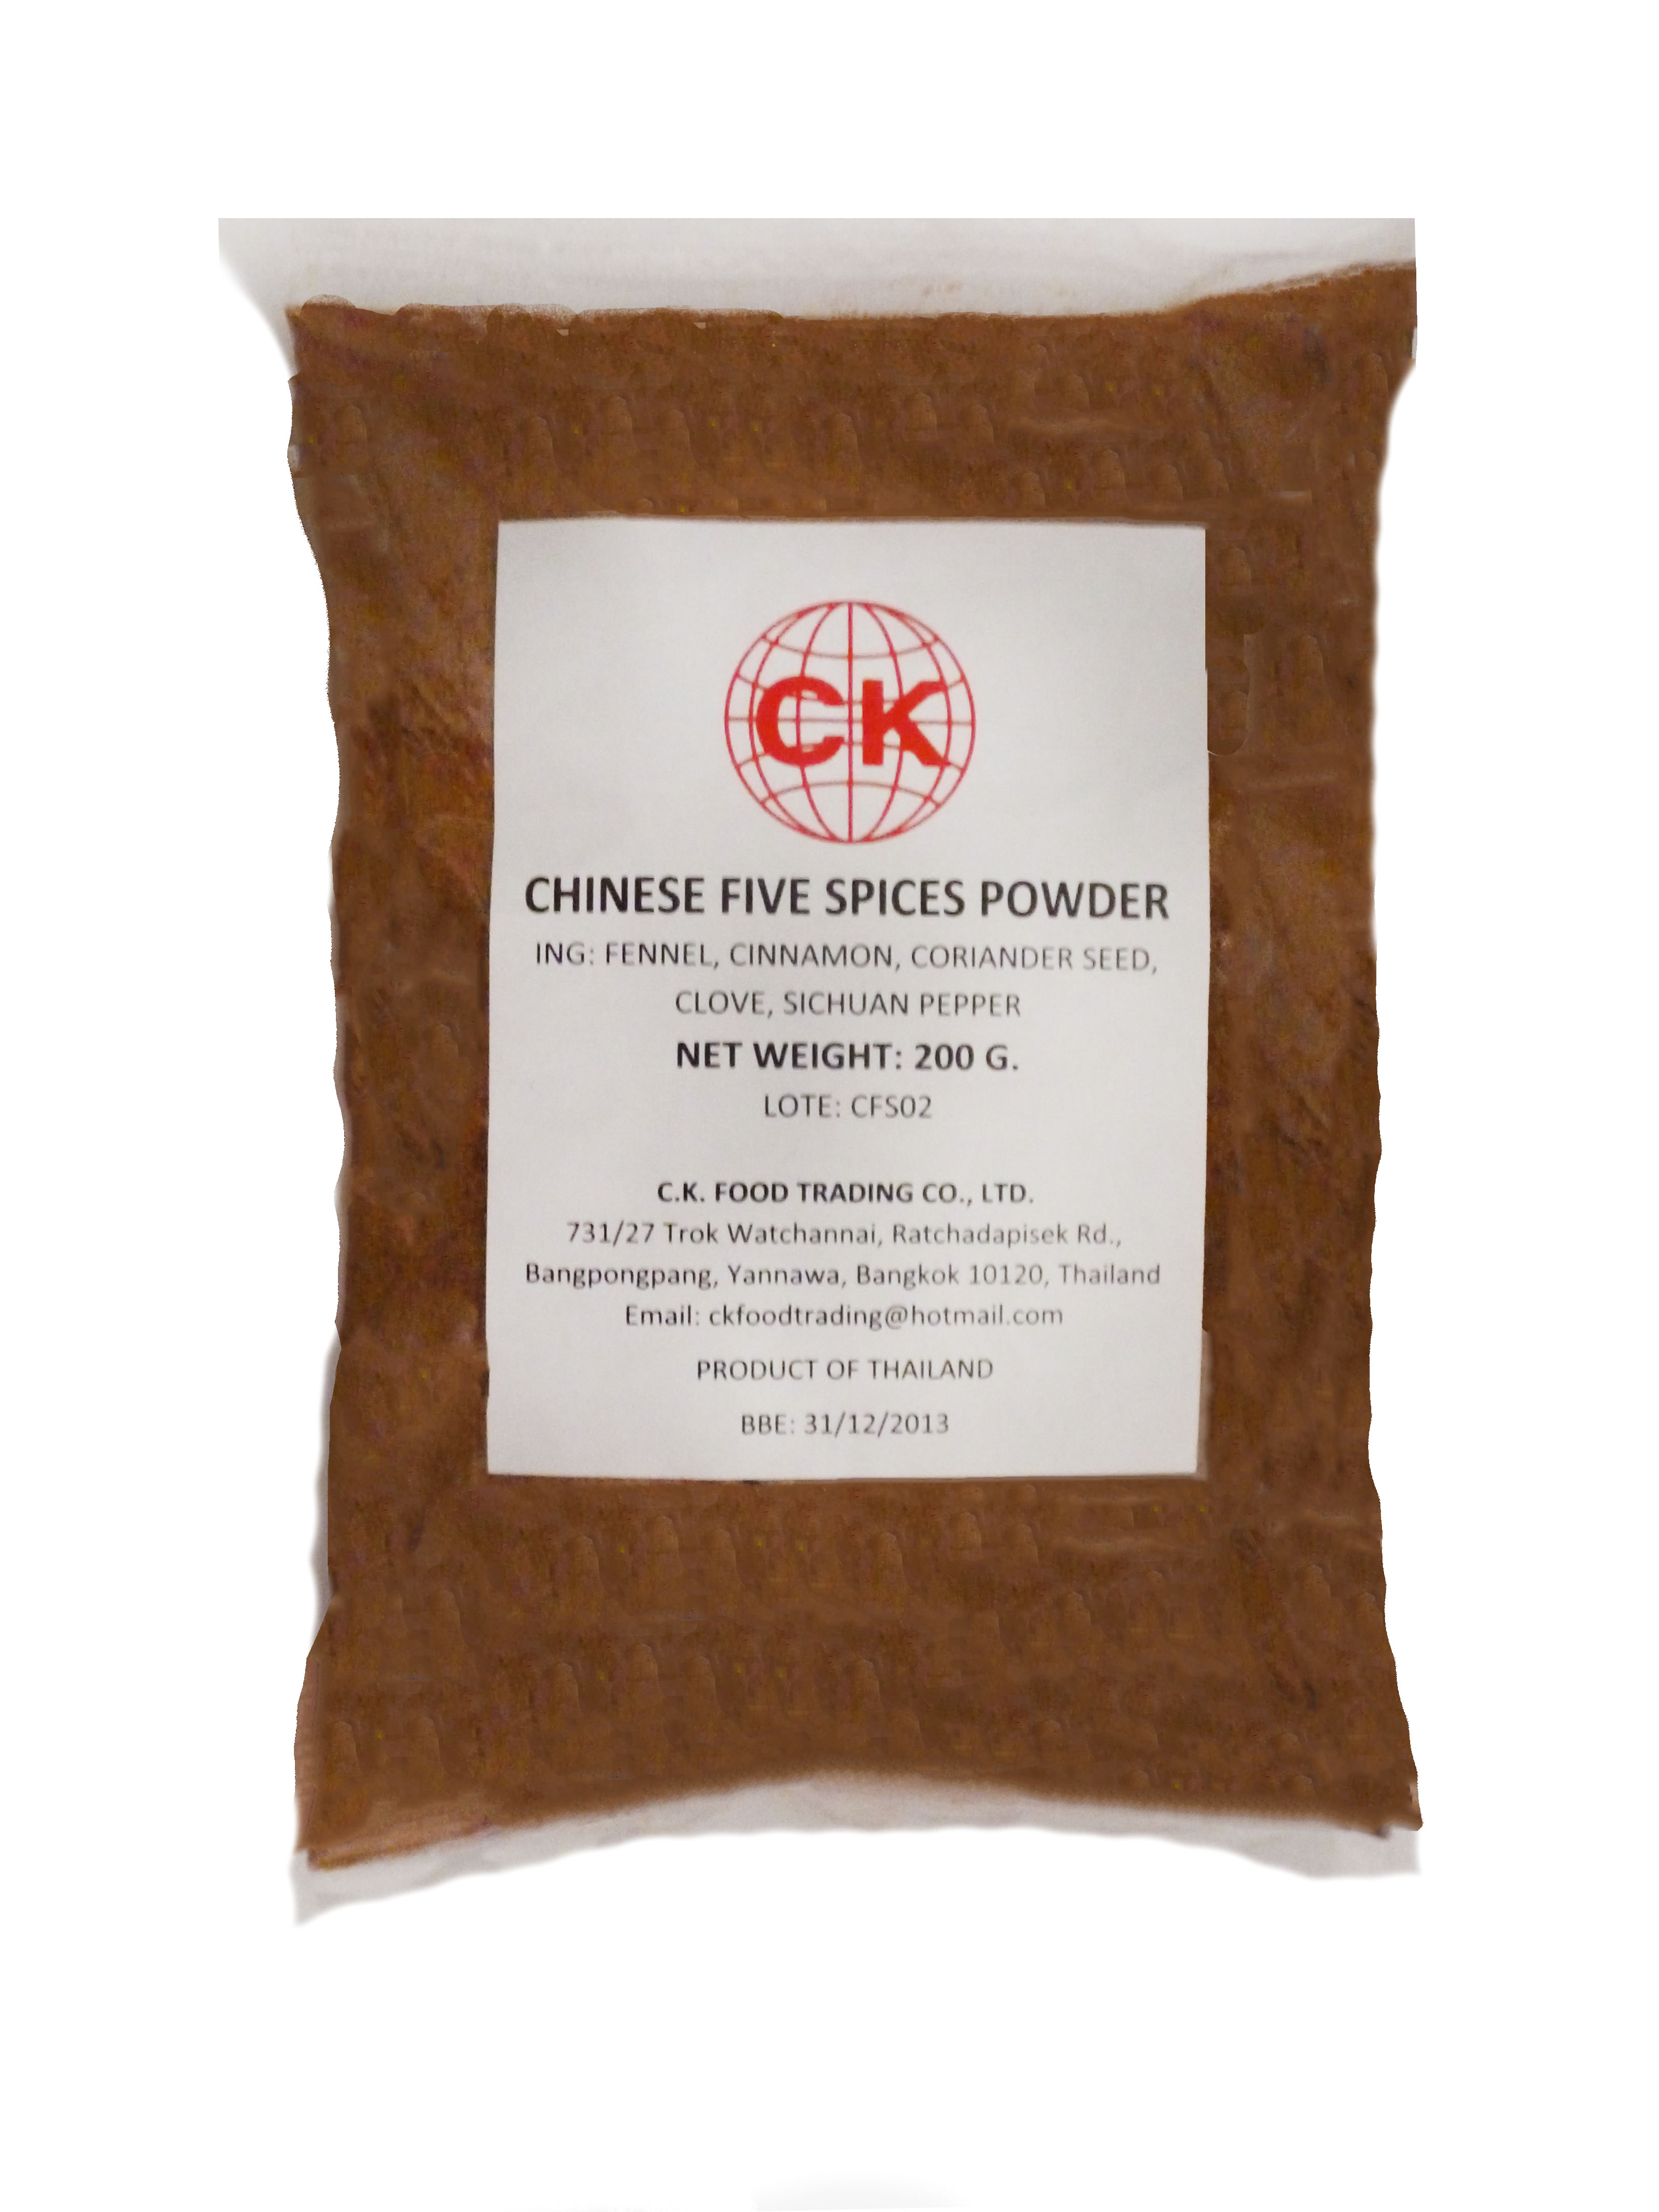 CK
CHINESE FIVE SPICES POWDER
ING: FENNEL, CINNAMON, CORIANDER SEED,
CLOVE, SICHUAN PEPPER
NET WEIGHT: 200 G.
LOTE: CFS02
C.K. FOOD TRADING CO., LTD.
731/27 Trok Watchannai, Ratchadapisek Rd.,
Bangpongpang, Yannawa, Bangkok 10120, Thailand
Email: ckfoodtrading@hotmail.com
PRODUCT OF THAILAND
BBE: 31/12/2013